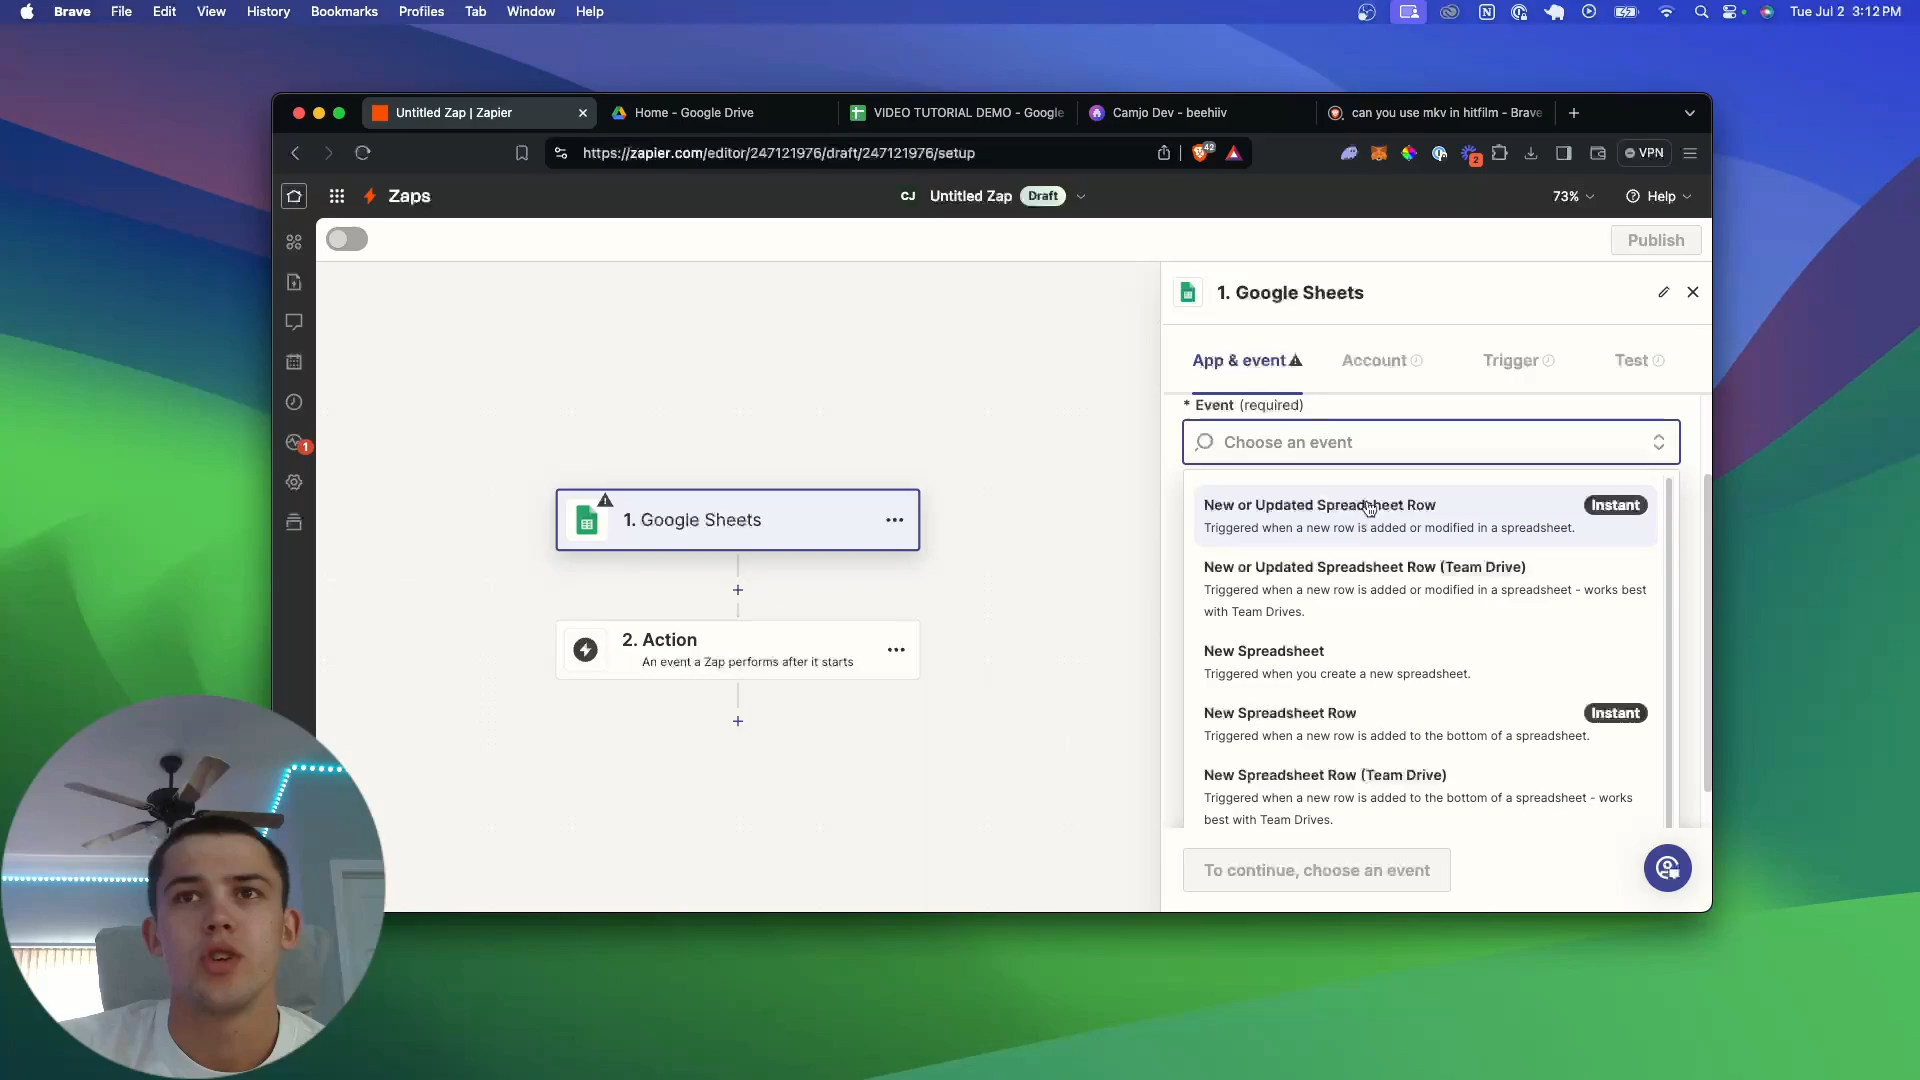 Brave File Edit View History Bookmarks Profiles Tab Window Help Tue Jul 2 3:12 PM
Untitled Zap | Zapier Home - Google Drive VIDEO TUTORIAL DEMO - Google Camjo Dev - beehiiv can you use mkv in hitfilm - Brave
https://zapier.com/editor/247121976/draft/247121976/setup 42 2 VPN
Zaps CJ Untitled Zap Draft 73% Help
Publish
1. Google Sheets
App & event Account Trigger Test
* Event (required)
Choose an event
New or Updated Spreadsheet Row Instant
Triggered when a new row is added or modified in a spreadsheet.
New or Updated Spreadsheet Row (Team Drive)
Triggered when a new row is added or modified in a spreadsheet - works best
with Team Drives.
New Spreadsheet
Triggered when you create a new spreadsheet.
New Spreadsheet Row Instant
Triggered when a new row is added to the bottom of a spreadsheet.
New Spreadsheet Row (Team Drive)
Triggered when a new row is added to the bottom of a spreadsheet - works
best with Team Drives.
To continue, choose an event
1
1. Google Sheets
2. Action
An event a Zap performs after it starts